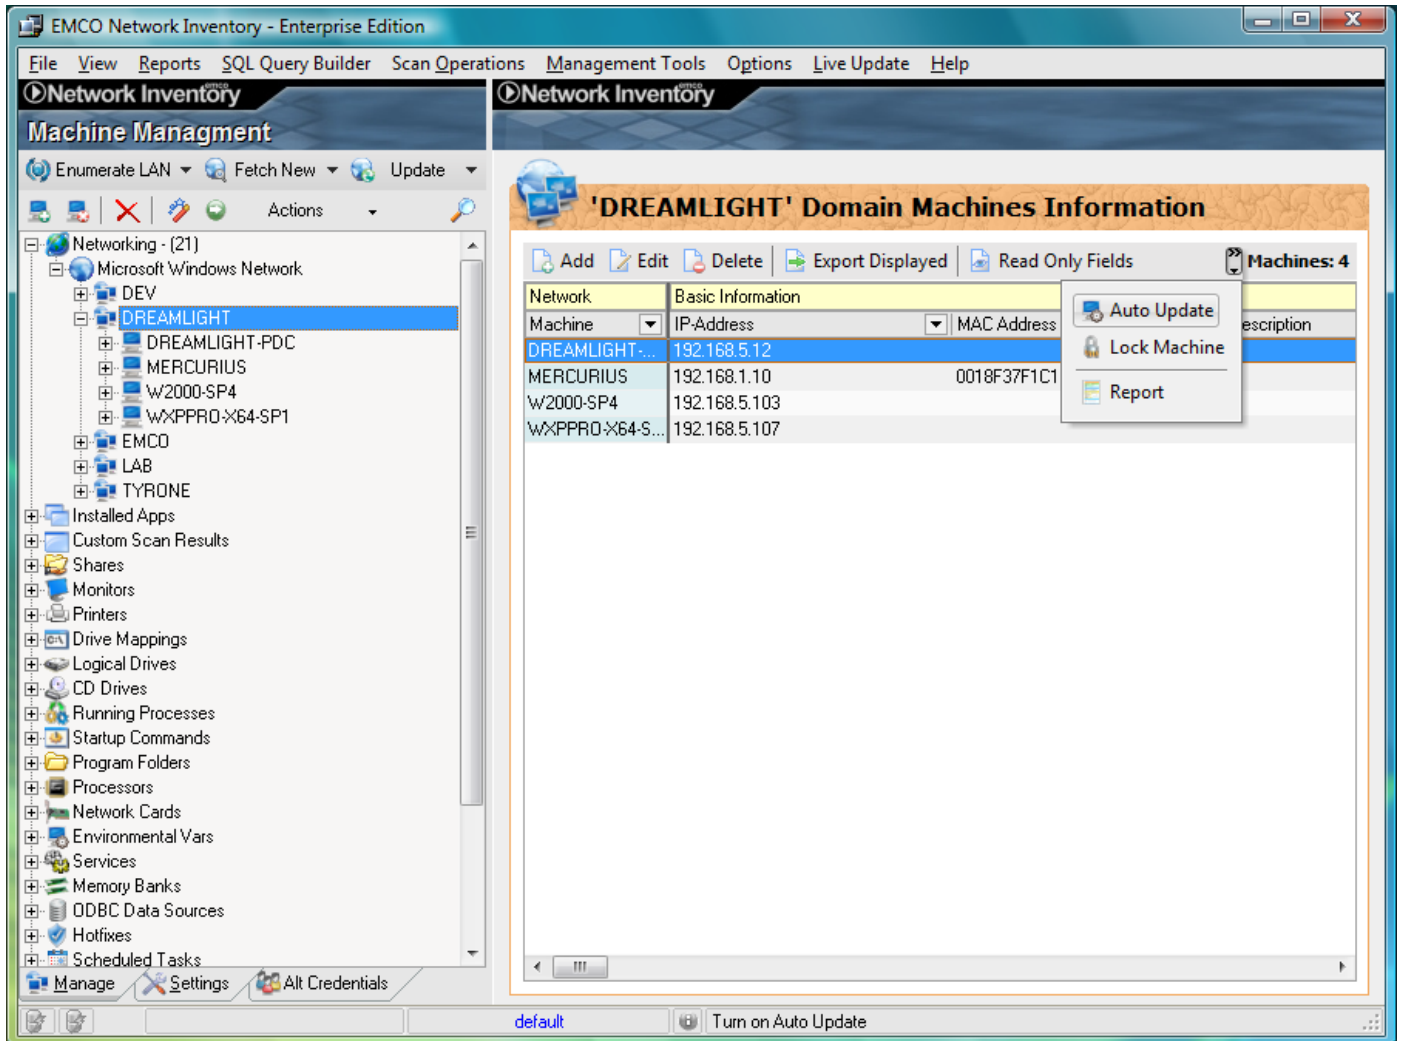 EMCO Network Inventory - Enterprise Edition
File View Reports SQL Query Builder Scan Operations Management Tools Options Live Update Help
Network Inventory emco
Machine Managment
Enumerate LAN Fetch New Update
Actions
Networking - (21)
Microsoft Windows Network
DEV
DREAMLIGHT
DREAMLIGHT-PDC
MERCURIUS
W2000-SP4
WXPPRO-X64-SP1
EMCO
LAB
TYRONE
Installed Apps
Custom Scan Results
Shares
Monitors
Printers
Drive Mappings
Logical Drives
CD Drives
Running Processes
Startup Commands
Program Folders
Processors
Network Cards
Environmental Vars
Services
Memory Banks
ODBC Data Sources
Hotfixes
Scheduled Tasks
Manage Settings Alt Credentials
Network Inventory emco
'DREAMLIGHT' Domain Machines Information
Add Edit Delete Export Displayed Read Only Fields Machines: 4
Network Basic Information
Machine IP-Address MAC Address escription
DREAMLIGHT-... 192.168.5.12
MERCURIUS 192.168.1.10 0018F37F1C1
W2000-SP4 192.168.5.103
WXPPRO-X64-S... 192.168.5.107
Auto Update
Lock Machine
Report
default Turn on Auto Update